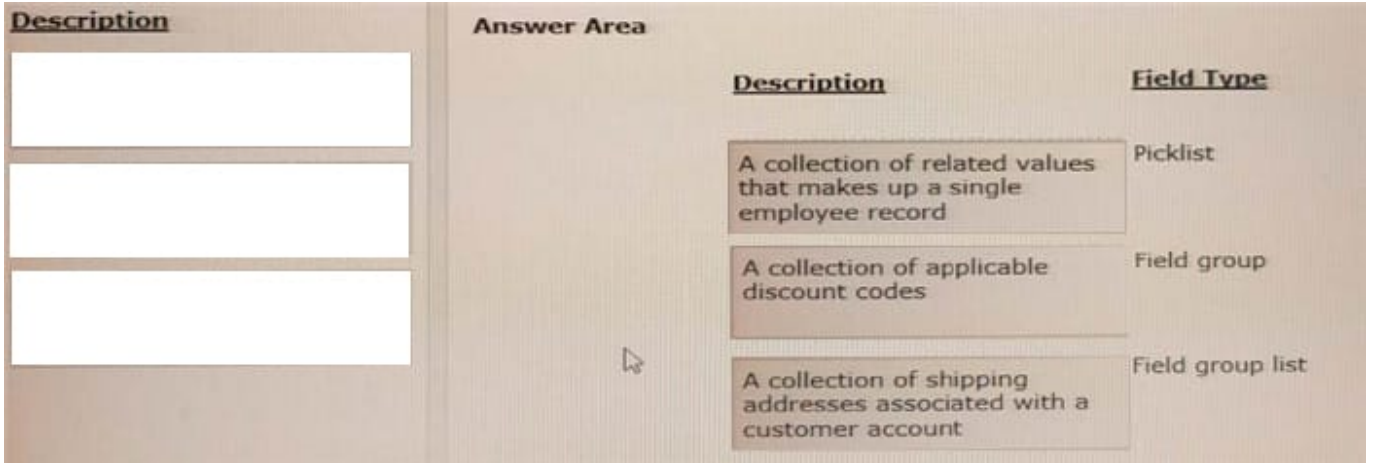 Description
Answer Area
Description
Field Type
A collection of related values
that makes up a single
employee record
Picklist
A collection of applicable
discount codes
Field group
A collection of shipping
addresses associated with a
customer account
Field group list